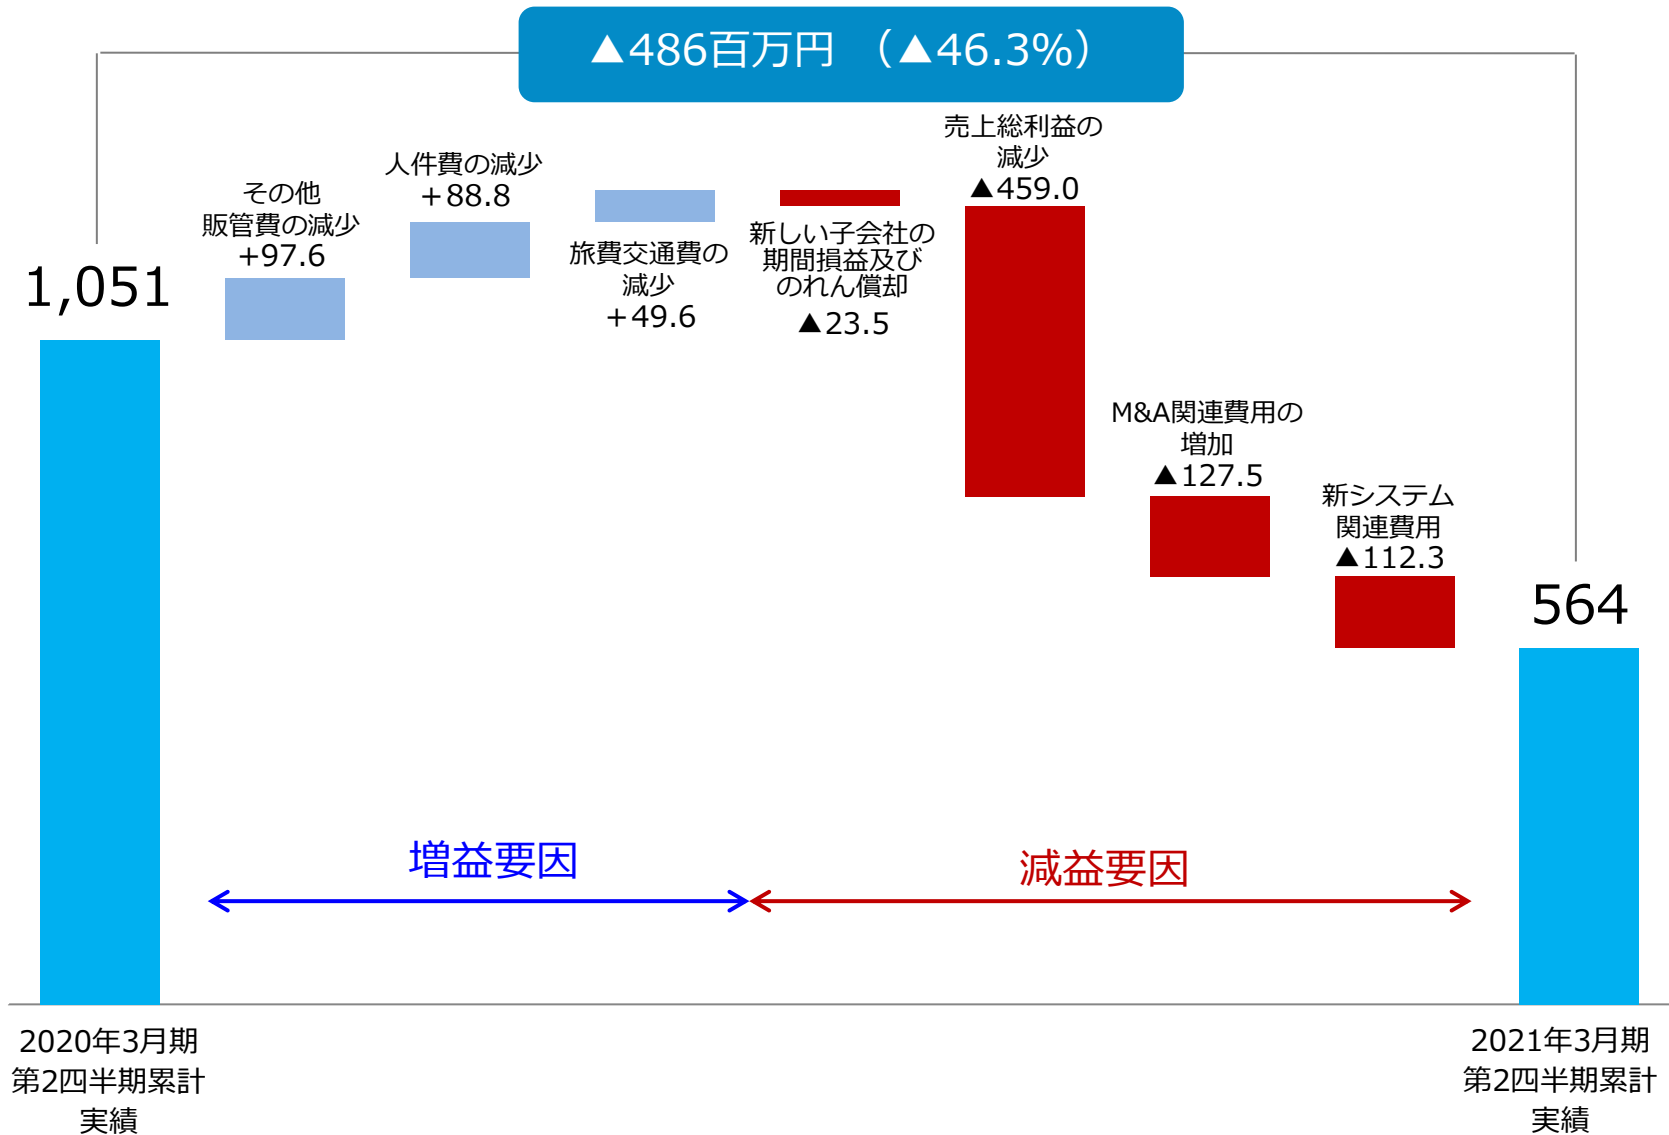 ▲486百万円 （▲46.3%）
1,051
その他
販管費の減少
+97.6
人件費の減少
+88.8
旅費交通費の
減少
+49.6
新しい子会社の
期間損益及び
のれん償却
▲23.5
売上総利益の
減少
▲459.0
M&A関連費用の
増加
▲127.5
新システム
関連費用
▲112.3
564
増益要因
減益要因
2020年3月期
第2四半期累計
実績
2021年3月期
第2四半期累計
実績